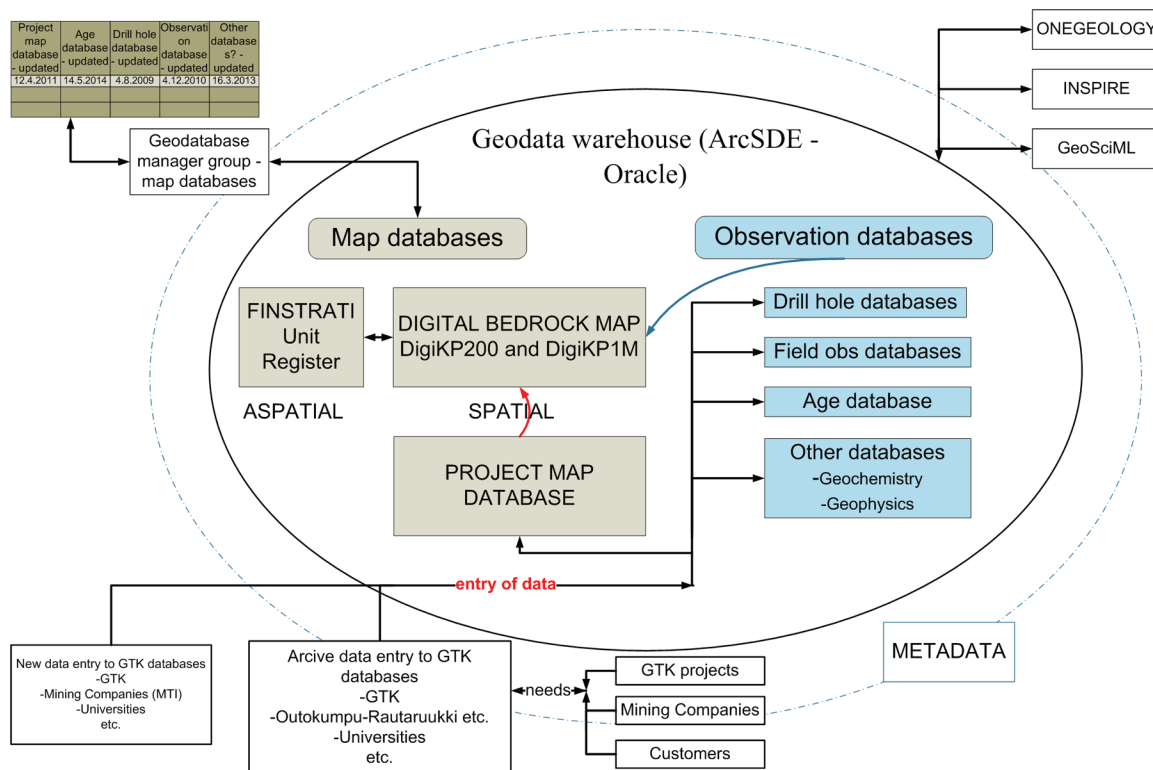 Project
map
database
- updated
Age
database
- updated
Drill hole
database-
updated
Observati
on
database -
updated
Other
database
s? -
updated
12.4.2011
14.5.2014
4.8.2009
4.12.2010
16.3.2013
Geodatabase
manager group -
map databases
ONEGEOLOGY
INSPIRE
GeoSciML
Geodata warehouse (ArcSDE -
Oracle)
Map databases
Observation databases
FINSTRATI
Unit
Register
DIGITAL BEDROCK MAP
DigiKP200 and DigiKP1M
Drill hole databases
Field obs databases
Age database
Other databases
-Geochemistry
-Geophysics
ASPATIAL
SPATIAL
PROJECT MAP
DATABASE
entry of data
New data entry to GTK databases
-GTK
-Mining Companies (MTI)
-Universities
etc.
Arcive data entry to GTK
databases
-GTK
-Outokumpu-Rautaruukki etc.
-Universities
etc.
needs
GTK projects
Mining Companies
Customers
METADATA